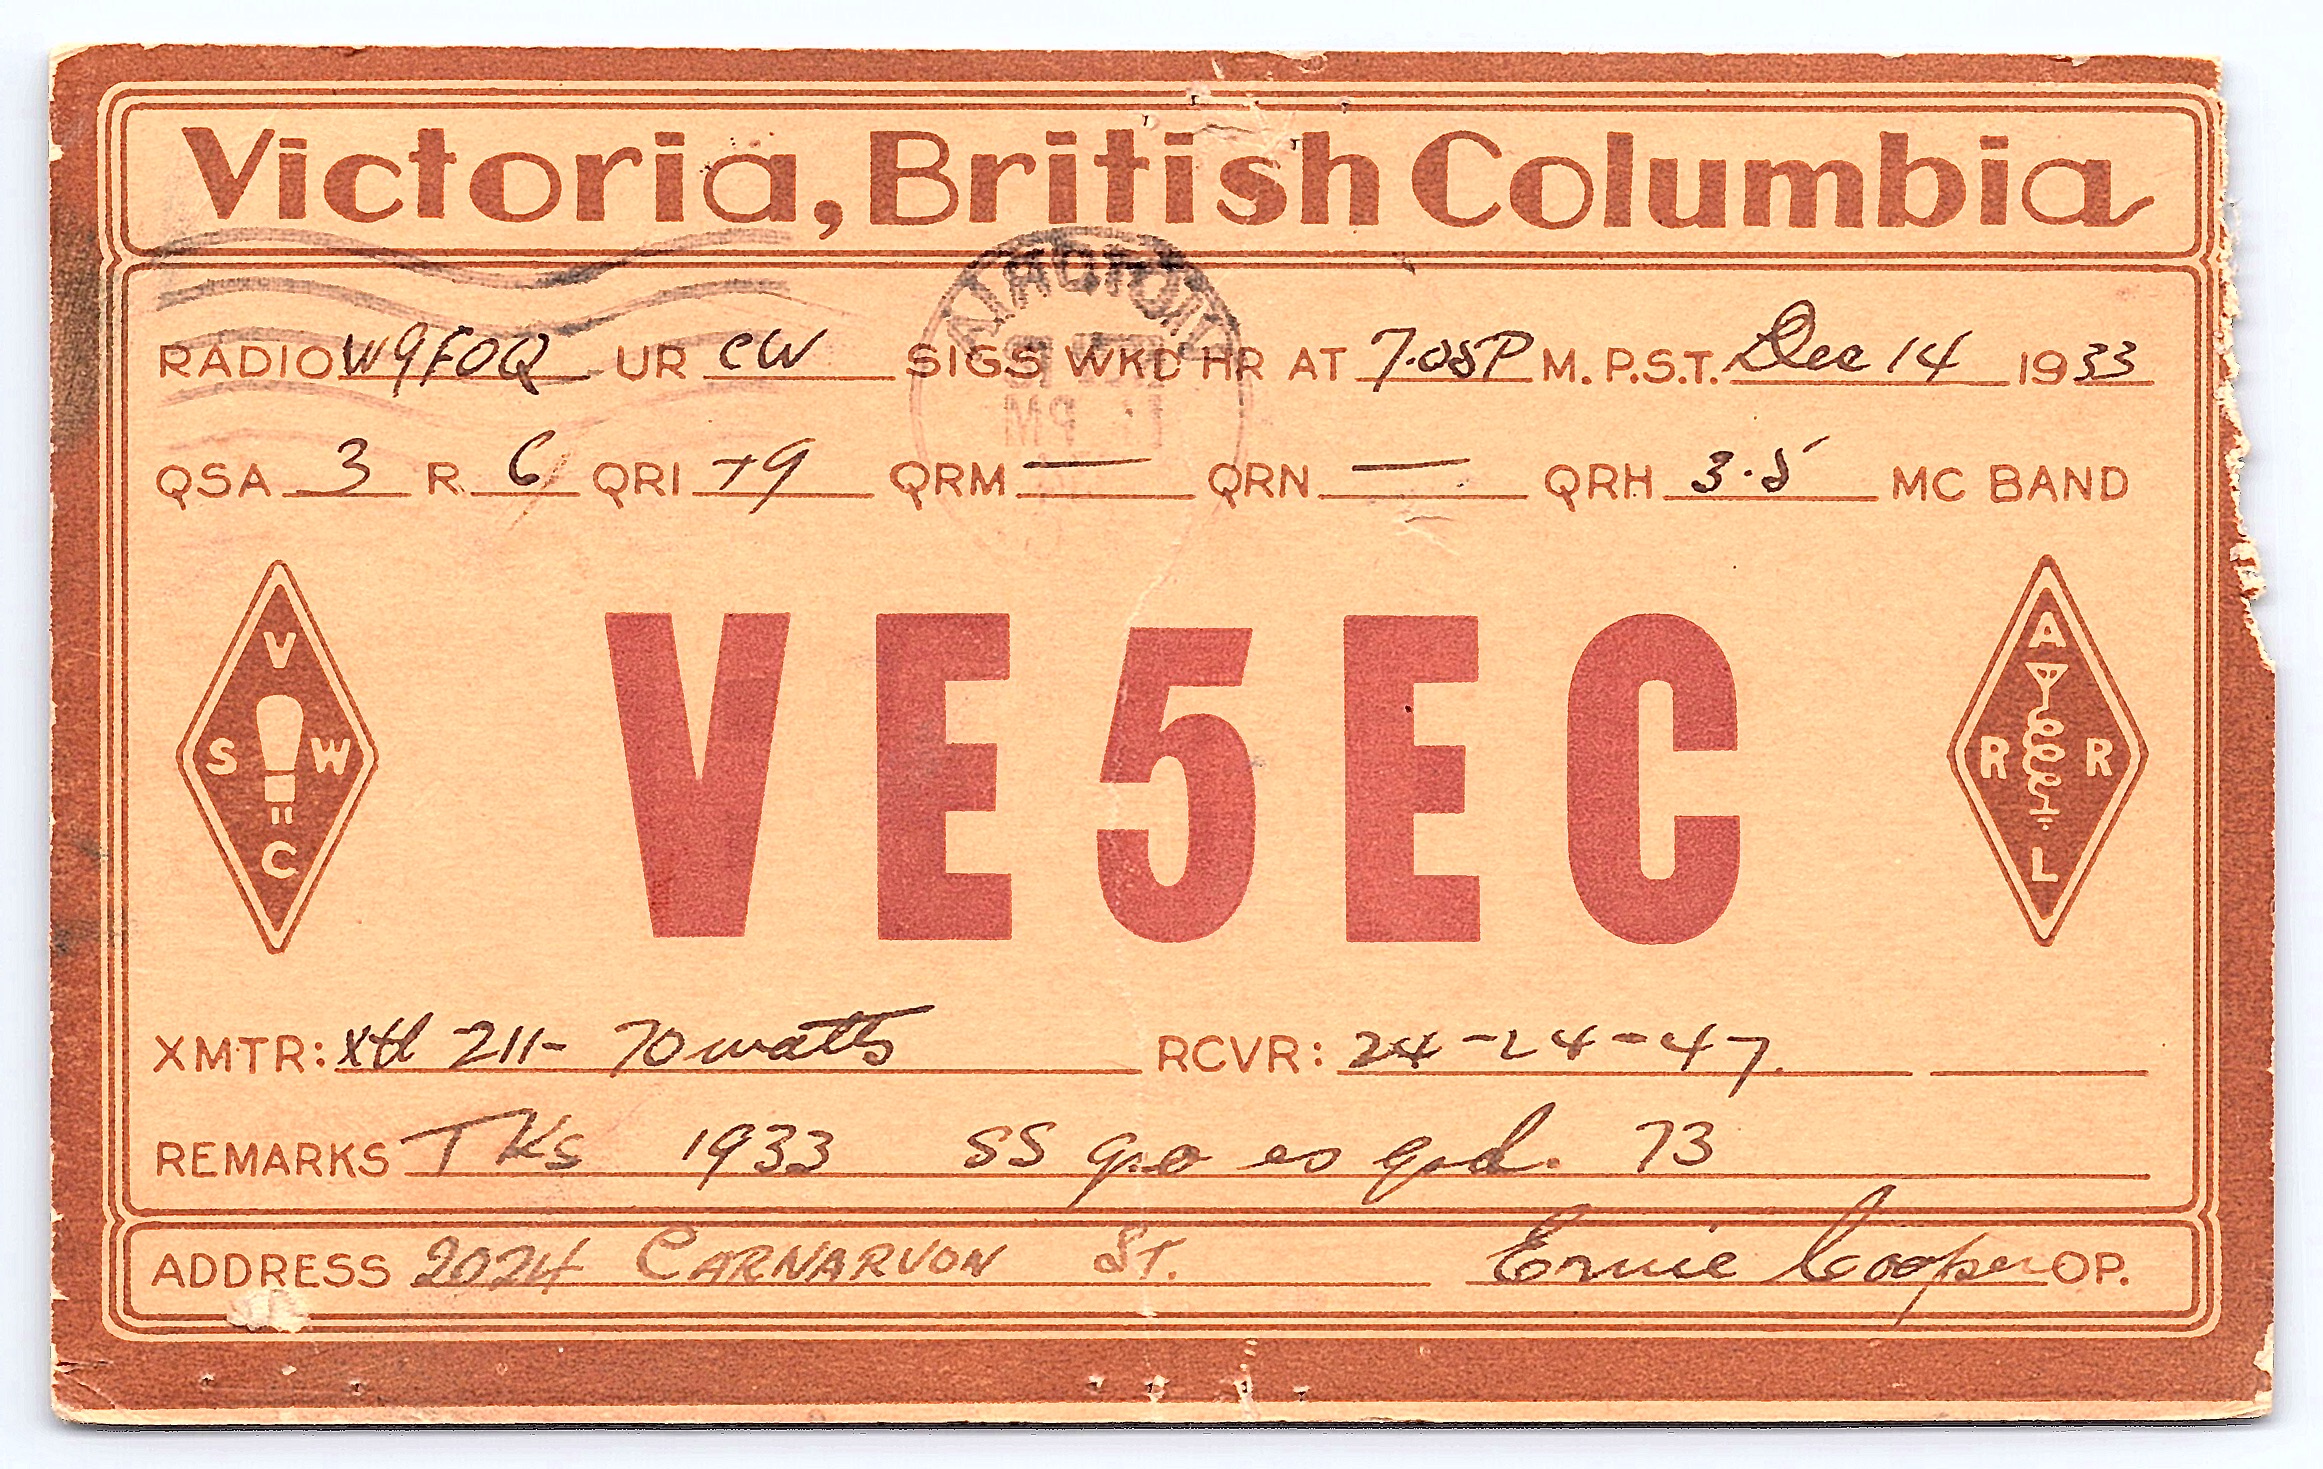 Victoria, British Columbia
RADIO W9FOQ UR CW SIGS WKD HR AT 7.05P M. P.S.T. Dec 14 1933
QSA 3 R 6 QRI T9 QRM — QRN — QRH 3.5 MC BAND
V
S W
C
VE5EC
A
R R
L
XMTR: xtl 211- 70 watts RCVR: 24-24-47.
REMARKS Tks 1933 SS qso es qsl. 73
ADDRESS 2024 CARNARVON ST. Ernie Cooper OP.